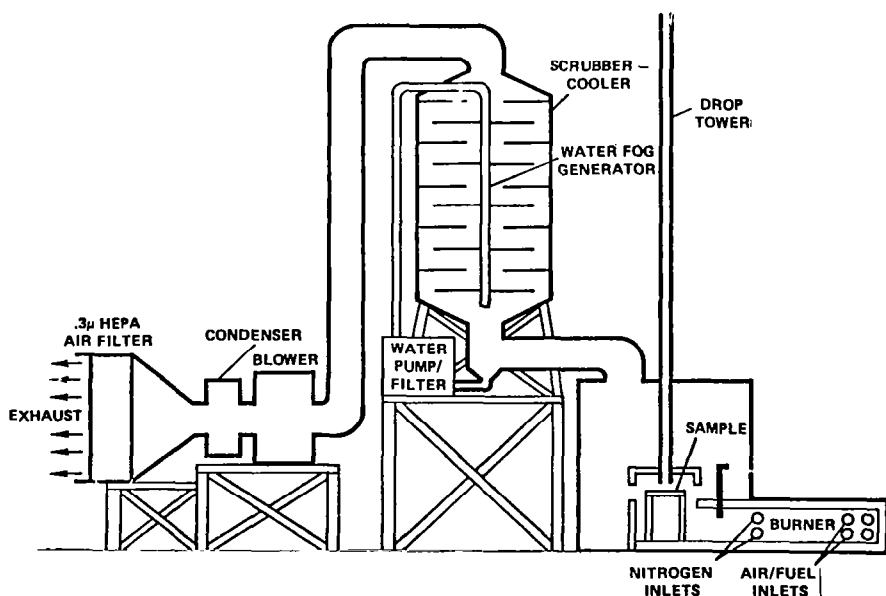 SCRUBBER –
COOLER
DROP
TOWER
WATER FOG
GENERATOR
.3µ HEPA
AIR FILTER
CONDENSER
BLOWER
WATER
PUMP/
FILTER
EXHAUST
SAMPLE
BURNER
NITROGEN
INLETS
AIR/FUEL
INLETS